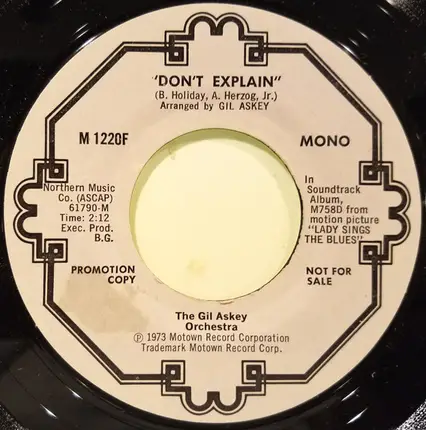 "DON'T EXPLAIN"
(B. Holiday, A. Herzog, Jr.)
Arranged by GIL ASKEY
M 1220F
MONO
Northern Music
Co. (ASCAP)
61790-M
Time: 2:12
Exec. Prod.
B.G.
In
Soundtrack
Album,
M758D from
motion picture
"LADY SINGS
THE BLUES"
PROMOTION
COPY
NOT FOR
SALE
The Gil Askey
Orchestra
Ⓟ 1973 Motown Record Corporation
Trademark Motown Record Corp.